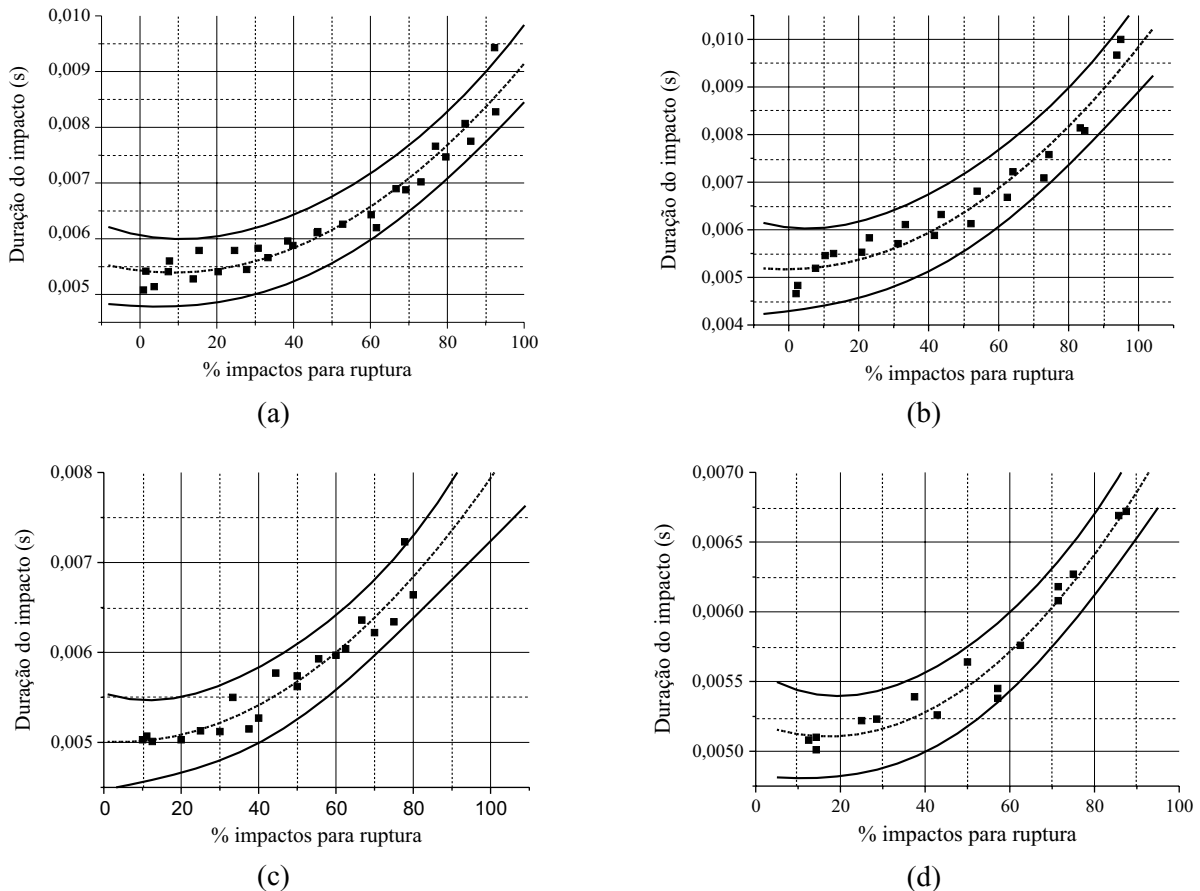 0,010
0,009
0,008
0,007
0,006
0,005
Duração do impacto (s)
0 20 40 60 80 100
% impactos para ruptura
(a)
0,010
0,009
0,008
0,007
0,006
0,005
0,004
Duração do impacto (s)
0 20 40 60 80 100
% impactos para ruptura
(b)
0,008
0,007
0,006
0,005
Duração do impacto (s)
0 20 40 60 80 100
% impactos para ruptura
(c)
0,0070
0,0065
0,0060
0,0055
0,0050
Duração do impacto (s)
0 20 40 60 80 100
% impactos para ruptura
(d)